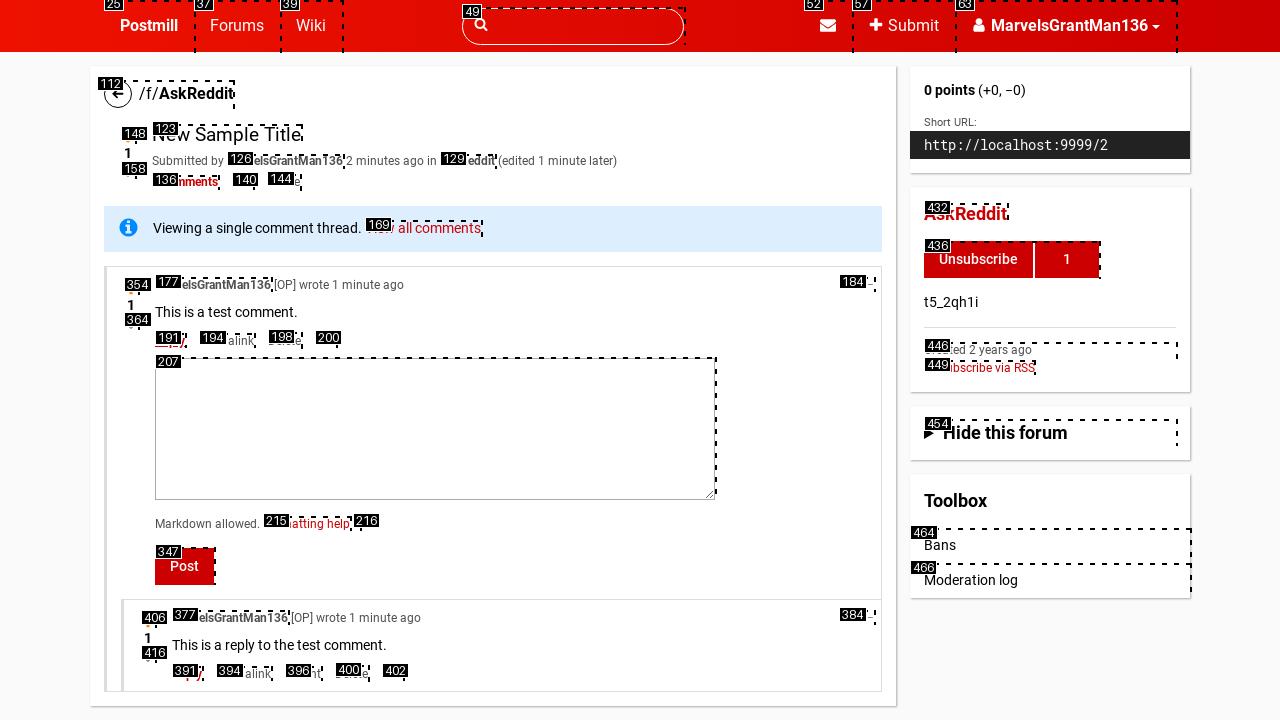 25 37 39 49 52 57 63
Postmill Forums Wiki Submit MarvelsGrantMan136
112
/f/AskReddit
148 123
New Sample Title
1
Submitted by 126 elsGrantMan136 2 minutes ago in 129 eddit (edited 1 minute later)
158 136 mments 140 144 e
Viewing a single comment thread. 169 all comments
354 177 elsGrantMan136 [OP] wrote 1 minute ago 184
1
This is a test comment.
364
191 194 alink 198 200
207
Markdown allowed. 215 atting help 216
347
Post
406 377 elsGrantMan136 [OP] wrote 1 minute ago 384
1
This is a reply to the test comment.
416
391 394 alink 396 nt 400 402
0 points (+0, −0)
Short URL:
http://localhost:9999/2
432
AskReddit
436
Unsubscribe 1
t5_2qh1i
446
Created 2 years ago
449 bscribe via RSS
454
Hide this forum
Toolbox
464
Bans
466
Moderation log